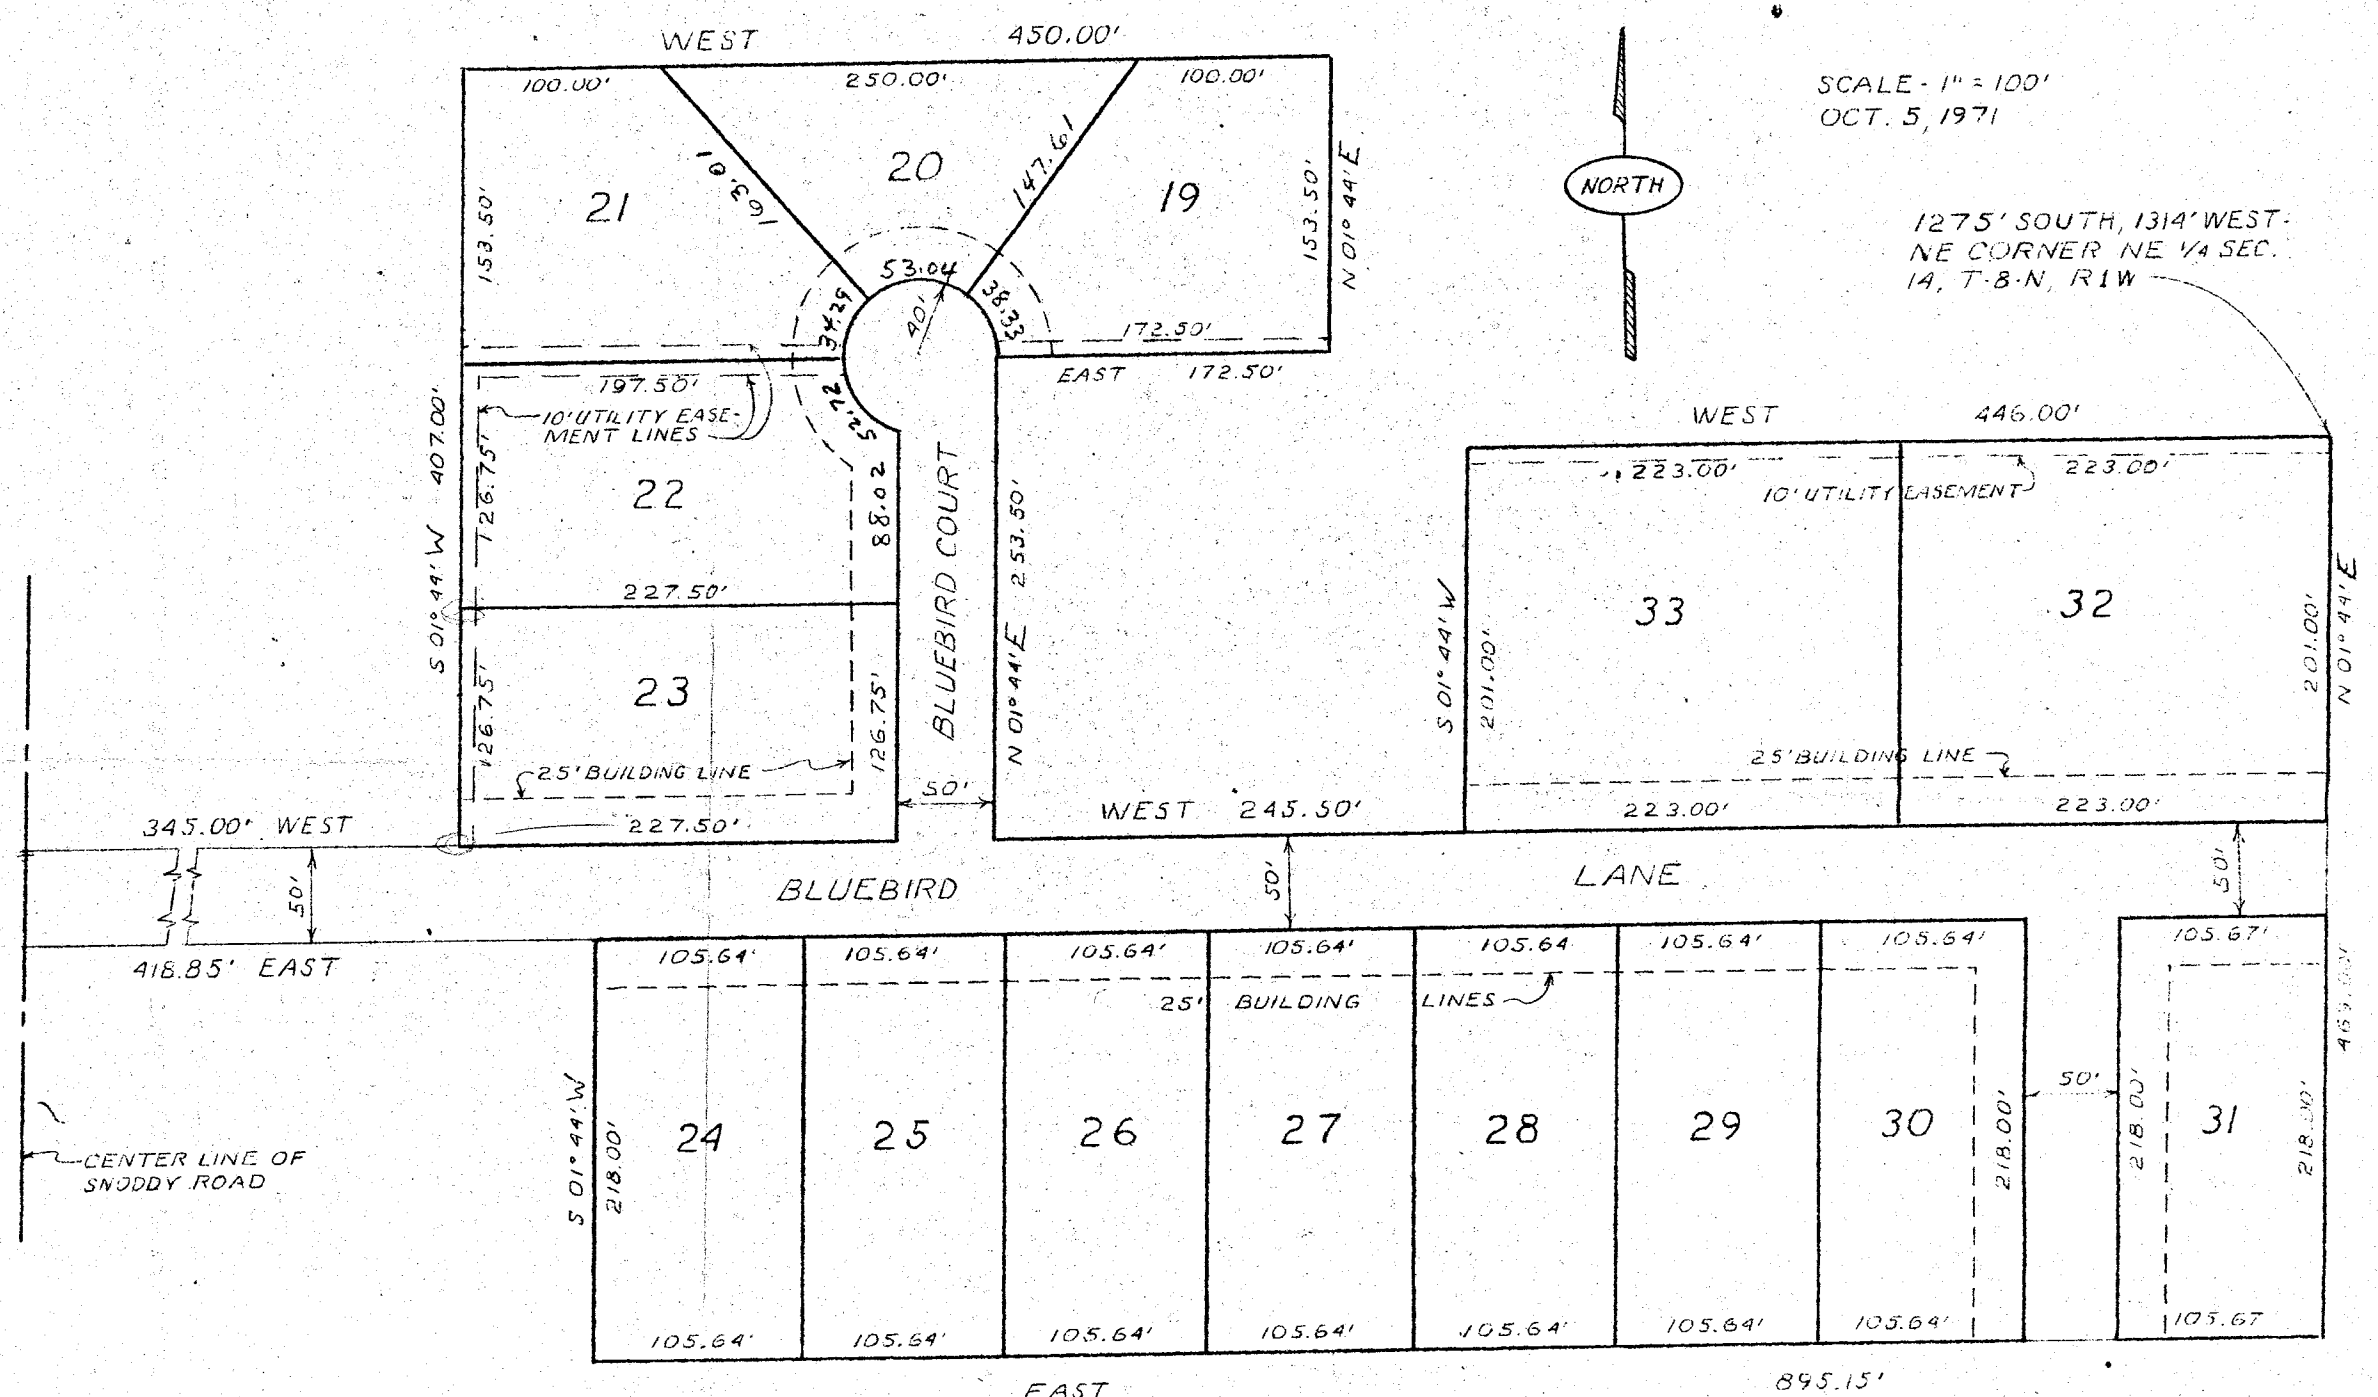 WEST 450.00'
100.00' 250.00' 100.00'
SCALE - 1" = 100'
OCT. 5, 1971
NORTH
1275' SOUTH, 1314' WEST-
NE CORNER NE 1/4 SEC.
14, T-8-N, R1W
163.01
147.61
20
21
19
153.50'
153.50'
N 01° 44' E
53.04
34.29
38.33
40'
172.50'
EAST 172.50'
197.50'
10' UTILITY EASE-
MENT LINES
52.72
S 01° 44' W 407.00'
126.75'
22
88.02
227.50'
BLUEBIRD COURT
N 01° 44' E 253.50'
23
126.75'
126.75'
25' BUILDING LINE
50'
227.50'
WEST 446.00'
223.00' 223.00'
10' UTILITY EASEMENT
33
32
S 01° 44' W
201.00'
201.00'
N 01° 44' E
25' BUILDING LINE
WEST 245.50'
223.00' 223.00'
345.00' WEST
50'
BLUEBIRD LANE
50'
50'
418.85' EAST
105.64' 105.64' 105.64' 105.64' 105.64 105.64' 105.64' 105.67'
25' BUILDING LINES
S 01° 44' W
218.00'
24 25 26 27 28 29 30 31
218.00'
50'
218.00'
218.00'
CENTER LINE OF
SNODDY ROAD
105.64' 105.64' 105.64' 105.64' 105.64' 105.64' 105.64' 105.67
EAST 895.15'